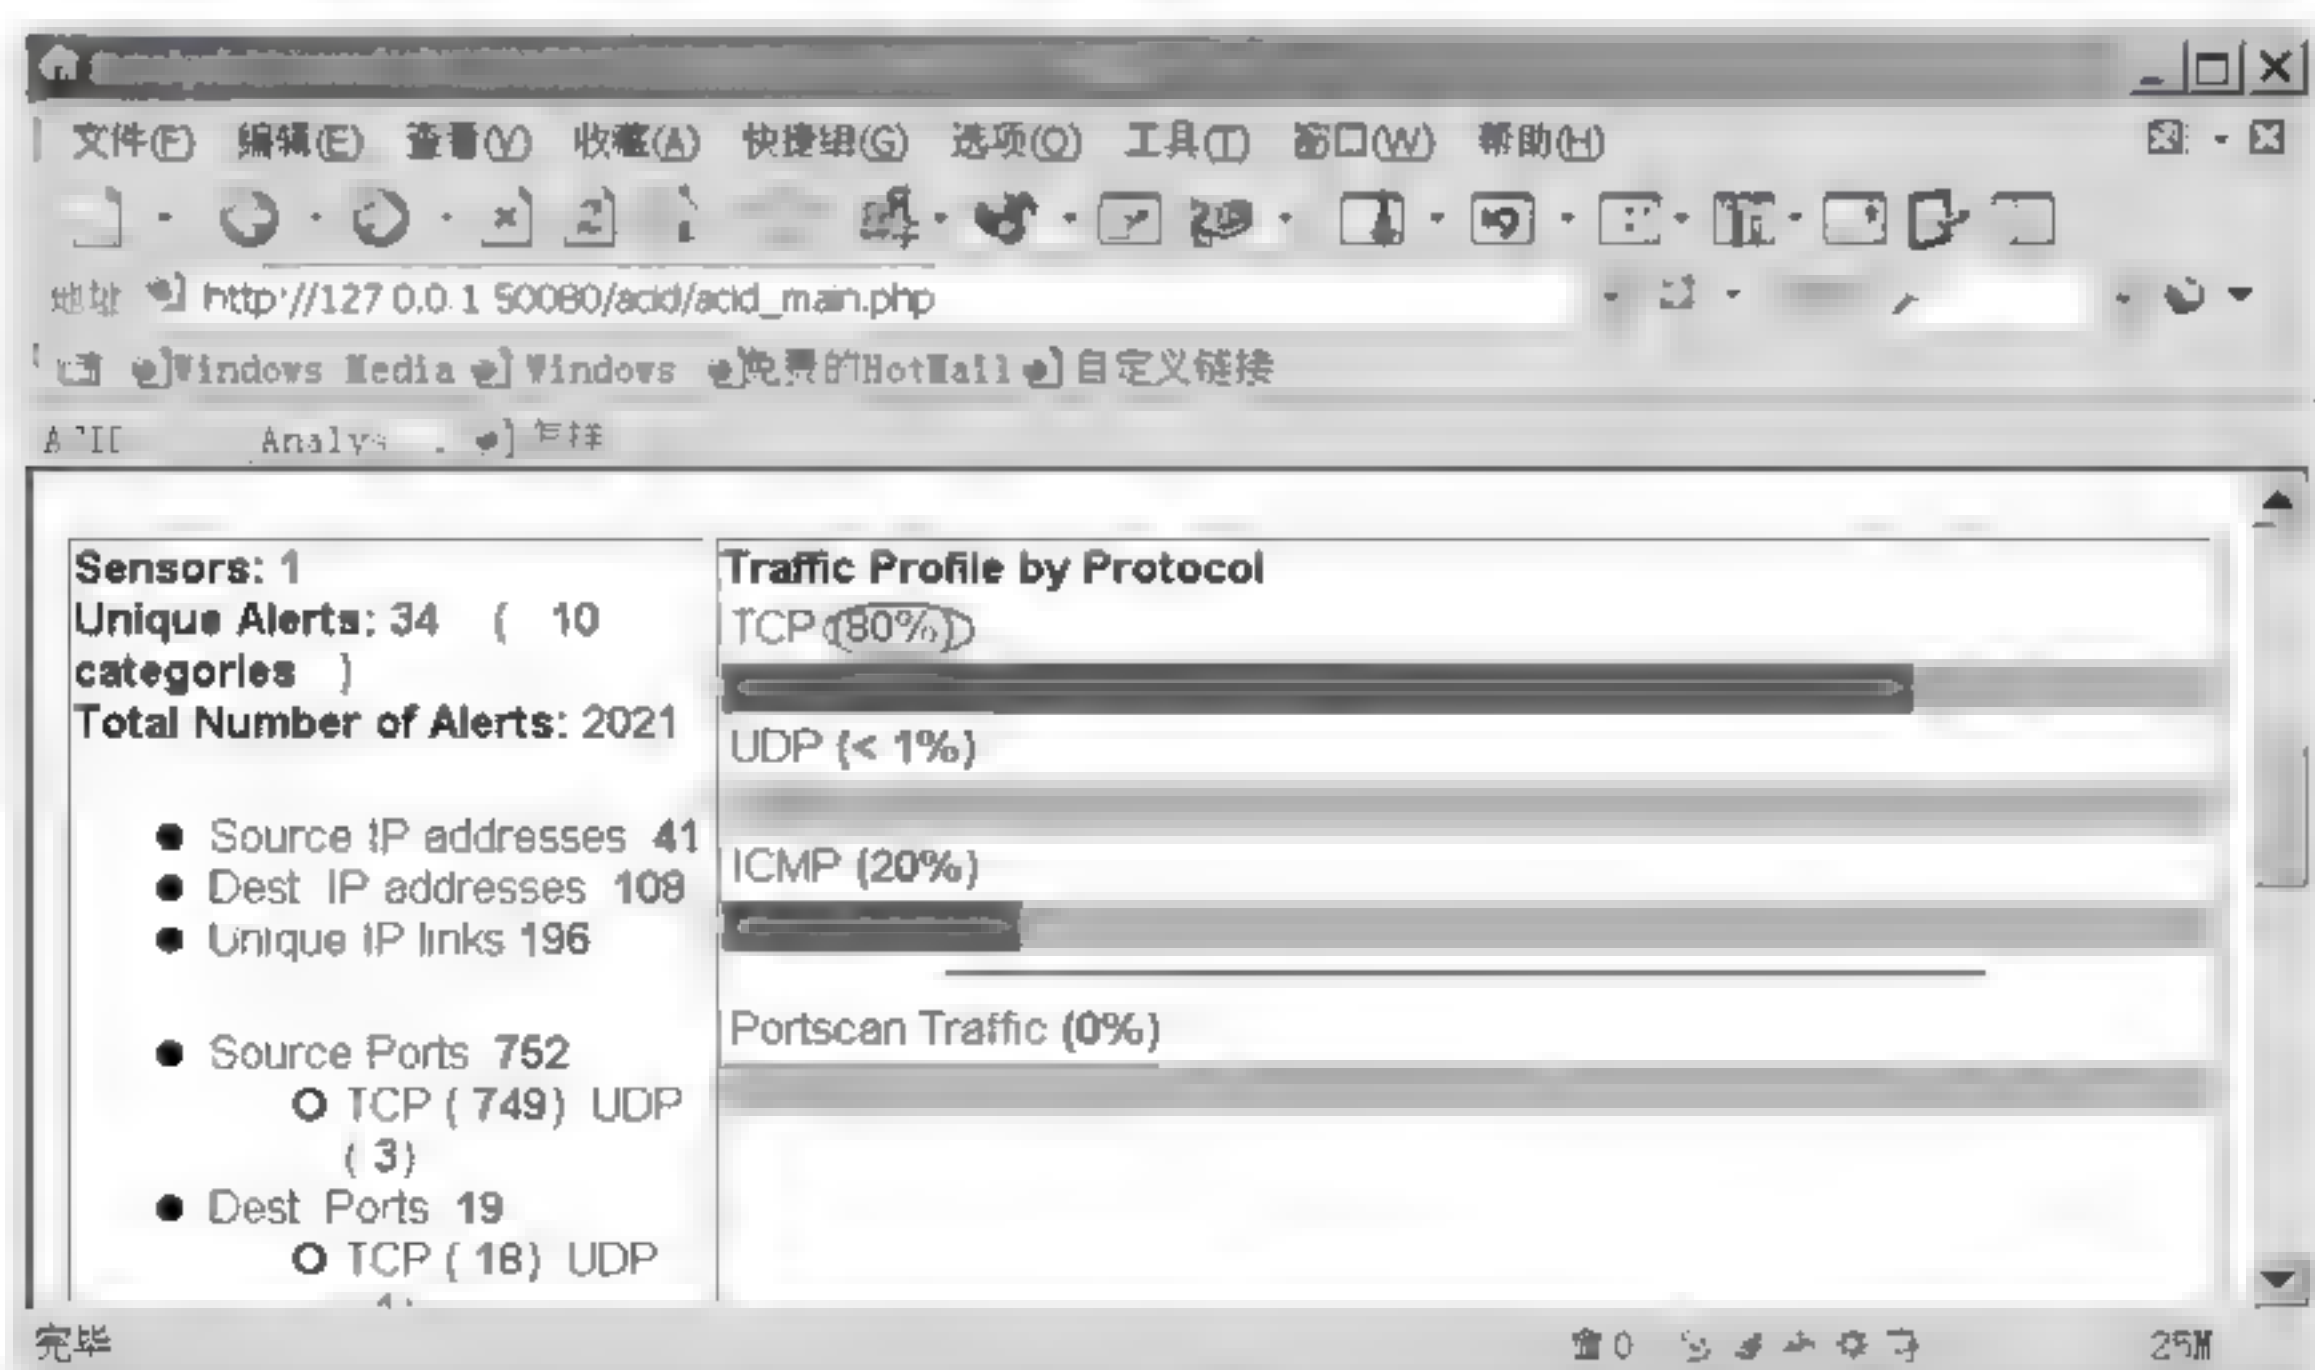 文件(F) 编辑(E) 查看(V) 收藏(A) 快捷组(G) 选项(O) 工具(T) 窗口(W) 帮助(H)
地址 http://127.0.0.1:50080/acid/acid_main.php
Windows Media Windows 免费的HotMail 自定义链接
Analys 怎样
Sensors: 1
Unique Alerts: 34 ( 10
categories )
Total Number of Alerts: 2021
Source IP addresses 41
Dest IP addresses 108
Unique IP links 196
Source Ports 752
TCP ( 749) UDP
( 3)
Dest Ports 19
TCP ( 18) UDP
Traffic Profile by Protocol
TCP (80%)
UDP (< 1%)
ICMP (20%)
Portscan Traffic (0%)
完毕 0 25M